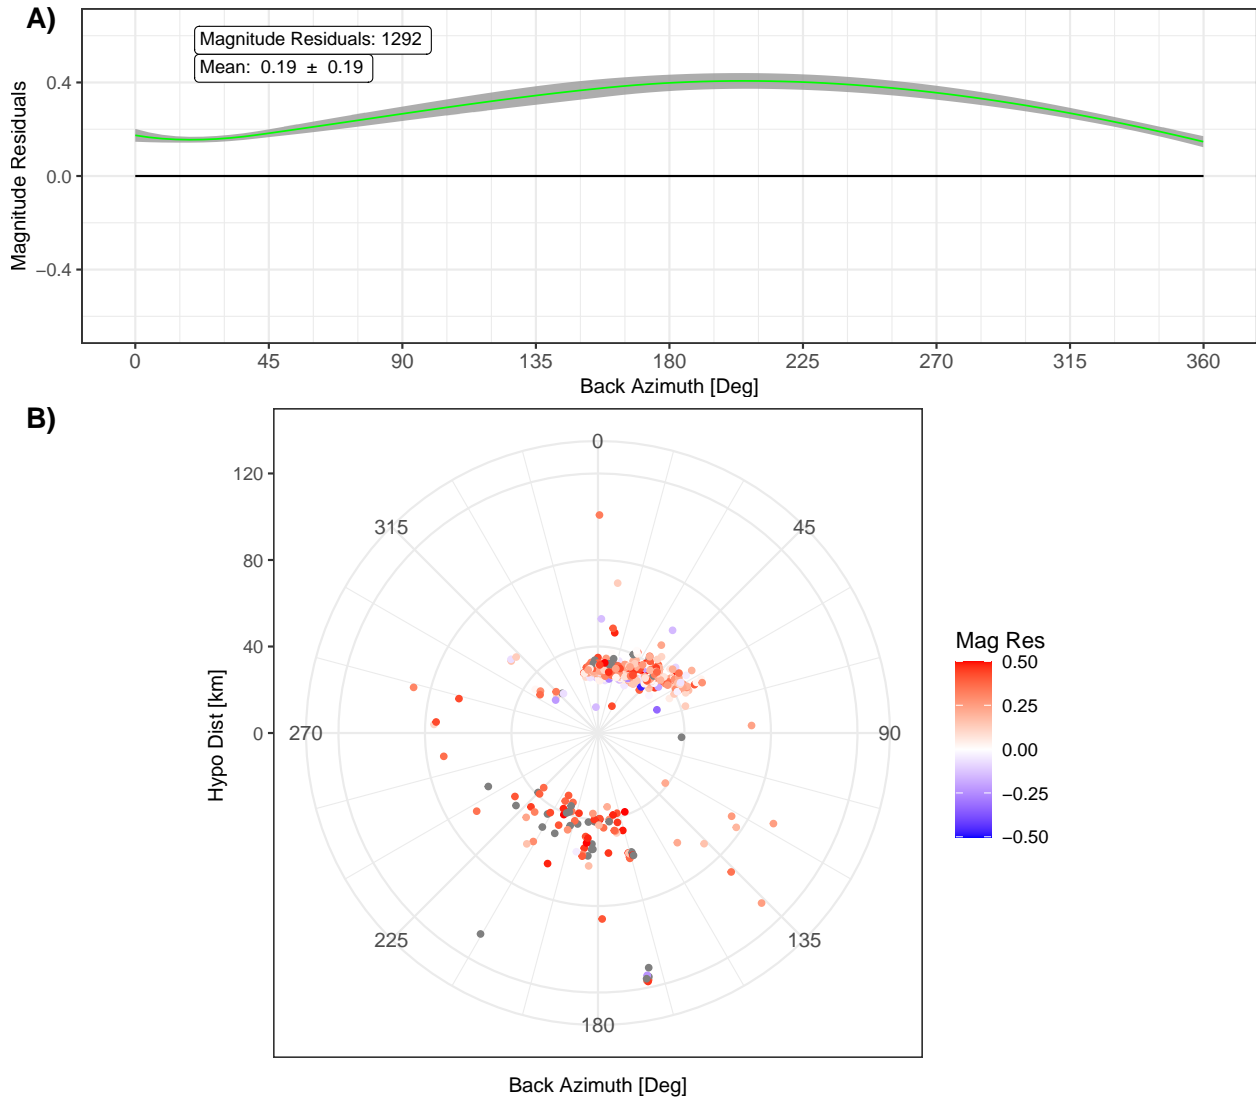 A)
Magnitude Residuals: 1292
Mean: 0.19 ± 0.19
Magnitude Residuals
0.4
0.0
−0.4
0 45 90 135 180 225 270 315 360
Back Azimuth [Deg]
B)
Hypo Dist [km]
120
80
40
0
0
45
90
135
180
225
270
315
Back Azimuth [Deg]
Mag Res
0.50
0.25
0.00
−0.25
−0.50